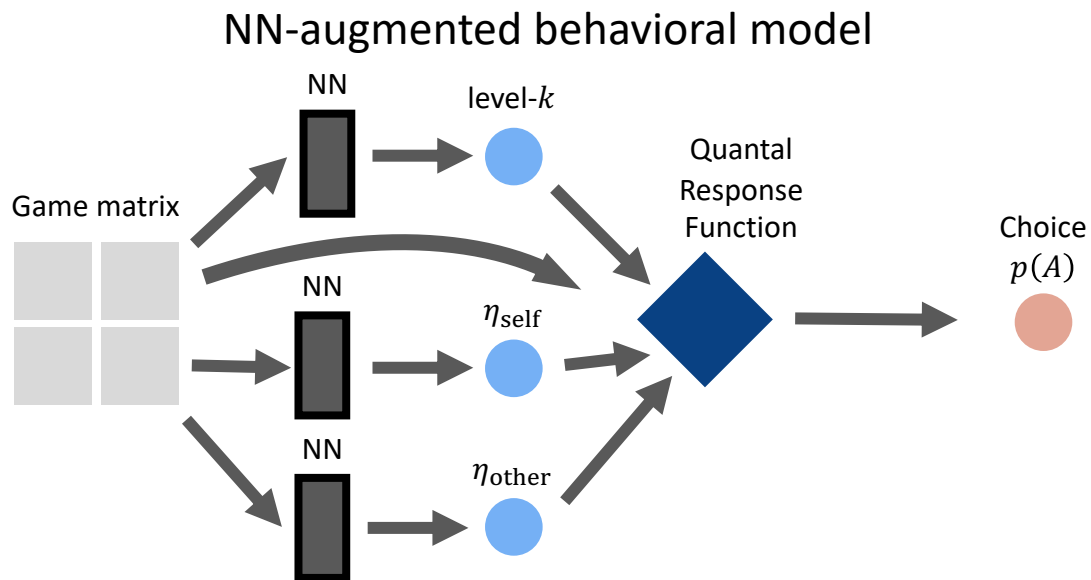 NN-augmented behavioral model
NN
level-k
Quantal
Response
Function
Game matrix
Choice
p(A)
NN
η_self
NN
η_other